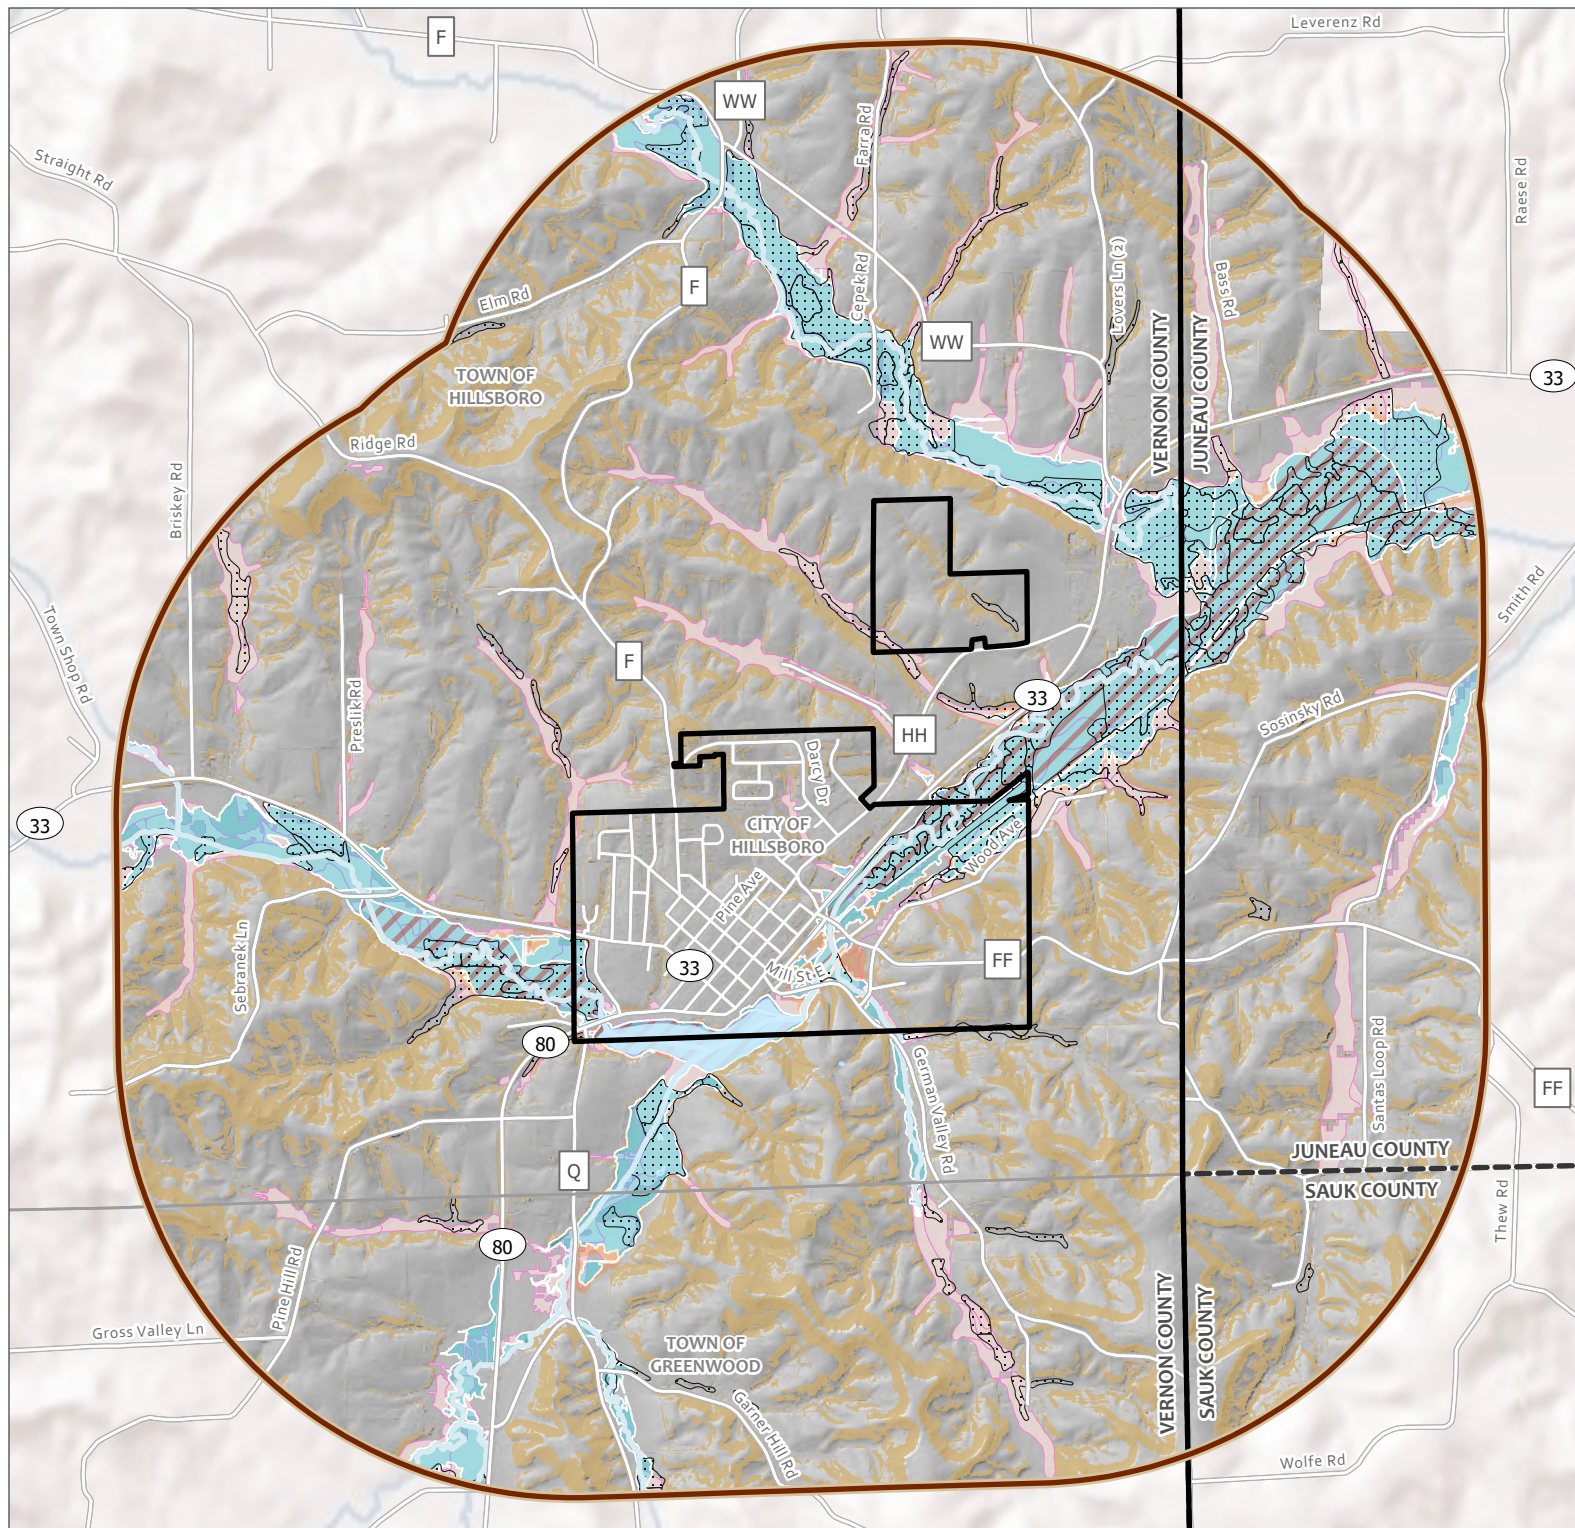 Leverenz Rd
F
WW
Farra Rd
Straight Rd
Raese Rd
Elm Rd
F
Cepek Rd
Lovers Ln (2)
Bass Rd
WW
VERNON COUNTY
JUNEAU COUNTY
33
TOWN OF
HILLSBORO
Ridge Rd
Briskey Rd
Smith Rd
Town Shop Rd
F
Preslik Rd
33
HH
Sosinsky Rd
Darcy Dr
33
CITY OF
HILLSBORO
Wood Ave
Pine Ave
Sebranek Ln
33
Mill St E
FF
80
German Valley Rd
Santas Loop Rd
FF
Q
JUNEAU COUNTY
SAUK COUNTY
80
Thew Rd
Pine Hill Rd
Gross Valley Ln
TOWN OF
GREENWOOD
VERNON COUNTY
SAUK COUNTY
Garner Hill Rd
Wolfe Rd